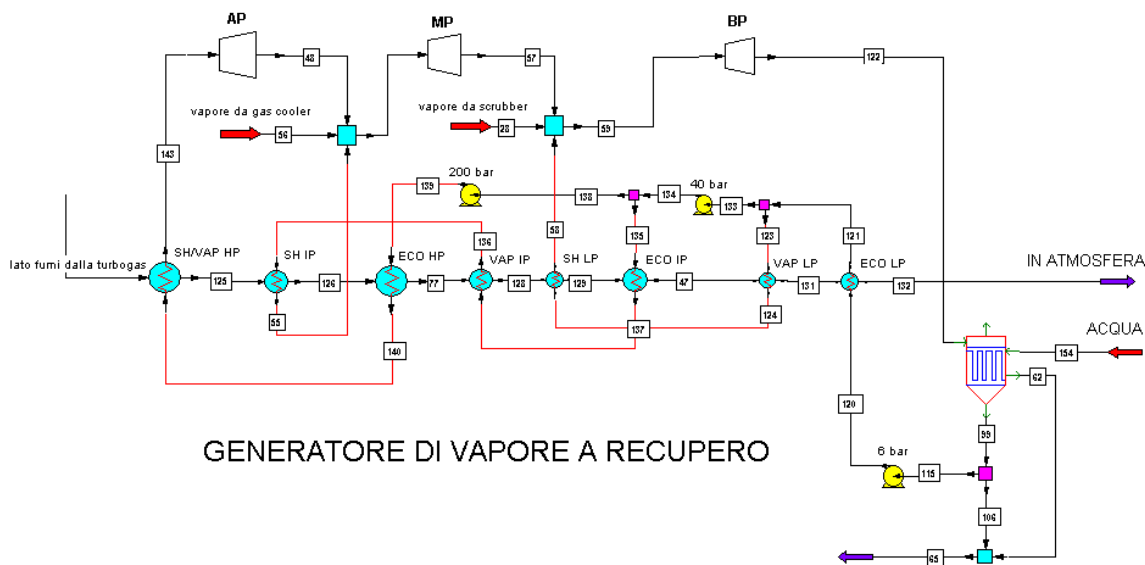 AP
MP
BP
48
57
122
vapore da gas cooler
vapore da scrubber
56
28
59
143
200 bar
40 bar
139
138
134
133
58
135
123
121
136
lato fumi dalla turbogas
SH/VAP HP
SH IP
ECO HP
VAP IP
SH LP
ECO IP
VAP LP
ECO LP
IN ATMOSFERA
125
126
77
128
129
47
131
132
55
137
124
140
ACQUA
154
62
120
99
GENERATORE DI VAPORE A RECUPERO
6 bar
115
106
65